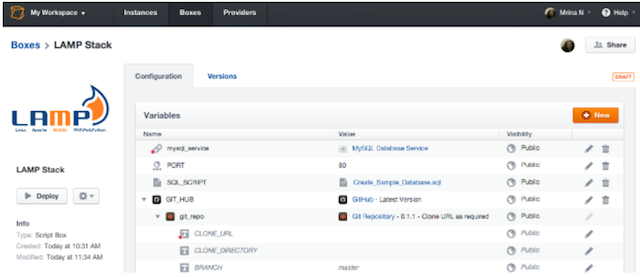 My Workspace Instances Boxes Providers Mrina N Help
Boxes > LAMP Stack Share
Configuration Versions DRAFT
LAMP
Linux Apache MySQL PHP,Perl,Python
Variables New
Name Value Visibility
mysql_service MySQL Database Service Public
PORT 80 Public
SQL_SCRIPT Create_Sample_Database.sql Public
GIT_HUB GitHub - Latest Version Public
git_repo Git Repository - 0.1.1 - Clone URL as required Public
CLONE_URL Public
CLONE_DIRECTORY Public
BRANCH master Public
LAMP Stack
Deploy
Info
Type: Script Box
Created: Today at 10:31 AM
Modified: Today at 11:34 AM